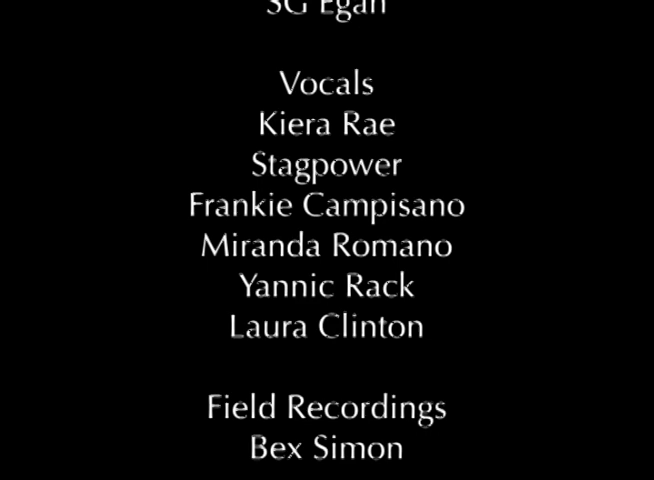 SG Egan
Vocals
Kiera Rae
Stagpower
Frankie Campisano
Miranda Romano
Yannic Rack
Laura Clinton
Field Recordings
Bex Simon